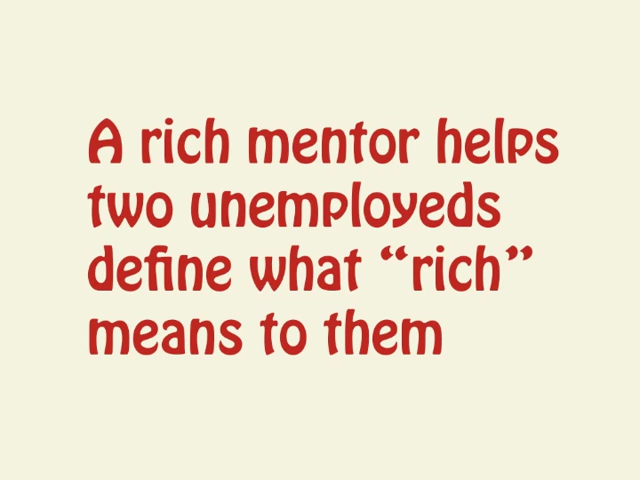 A rich mentor helps
two unemployeds
define what “rich”
means to them